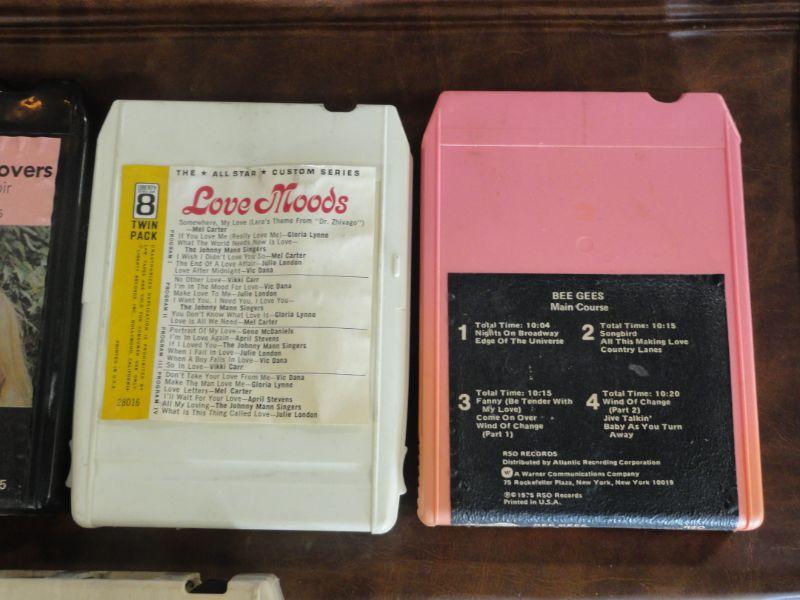 overs
oir
5
5
THE ★ ALL STAR ★ CUSTOM SERIES
8
TWIN
PACK
Love Moods
PROGRAM I
Somewhere, My Love (Lara's Theme From "Dr. Zhivago")
—Mel Carter
If You Love Me (Really Love Me)—Gloria Lynne
What The World Needs Now Is Love—
The Johnny Mann Singers
I Wish I Didn't Love You So—Mel Carter
The End Of A Love Affair—Julie London
Love After Midnight—Vic Dana
PROGRAM II
No Other Love—Vikki Carr
I'm In The Mood For Love—Vic Dana
Make Love To Me—Julie London
I Want You, I Need You, I Love You—
The Johnny Mann Singers
You Don't Know What Love Is—Gloria Lynne
Love Is All We Need—Mel Carter
PROGRAM III
Portrait Of My Love—Gene McDaniels
I'm In Love Again—April Stevens
If I Loved You—The Johnny Mann Singers
When I Fall In Love—Julie London
When A Boy Falls In Love—Vic Dana
So In Love—Vikki Carr
PROGRAM IV
Don't Take Your Love From Me—Vic Dana
Make The Man Love Me—Gloria Lynne
Love Letters—Mel Carter
I'll Wait For Your Love—April Stevens
All My Loving—The Johnny Mann Singers
What Is This Thing Called Love—Julie London
28016
PRINTED IN U.S.A.
BEE GEES
Main Course
1 Total Time: 10:04
Nights On Broadway
Edge Of The Universe
2 Total Time: 10:15
Songbird
All This Making Love
Country Lanes
3 Total Time: 10:15
Fanny (Be Tender With
My Love)
Come On Over
Wind Of Change
(Part 1)
4 Total Time: 10:20
Wind Of Change
(Part 2)
Jive Talkin'
Baby As You Turn
Away
RSO RECORDS
Distributed by Atlantic Recording Corporation
A Warner Communications Company
75 Rockefeller Plaza, New York, New York 10019
℗© 1975 RSO Records
Printed in U.S.A.
BEE GEES